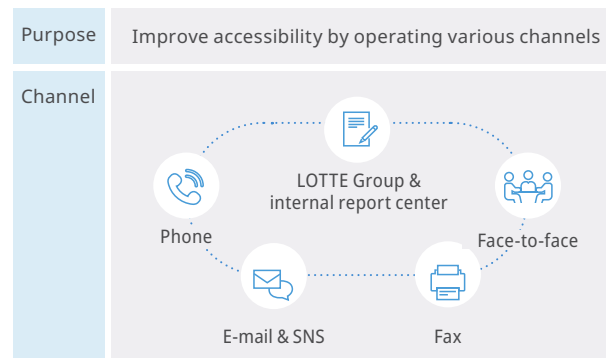 Purpose
Improve accessibility by operating various channels
Channel
LOTTE Group &
internal report center
Phone
Face-to-face
E-mail & SNS
Fax